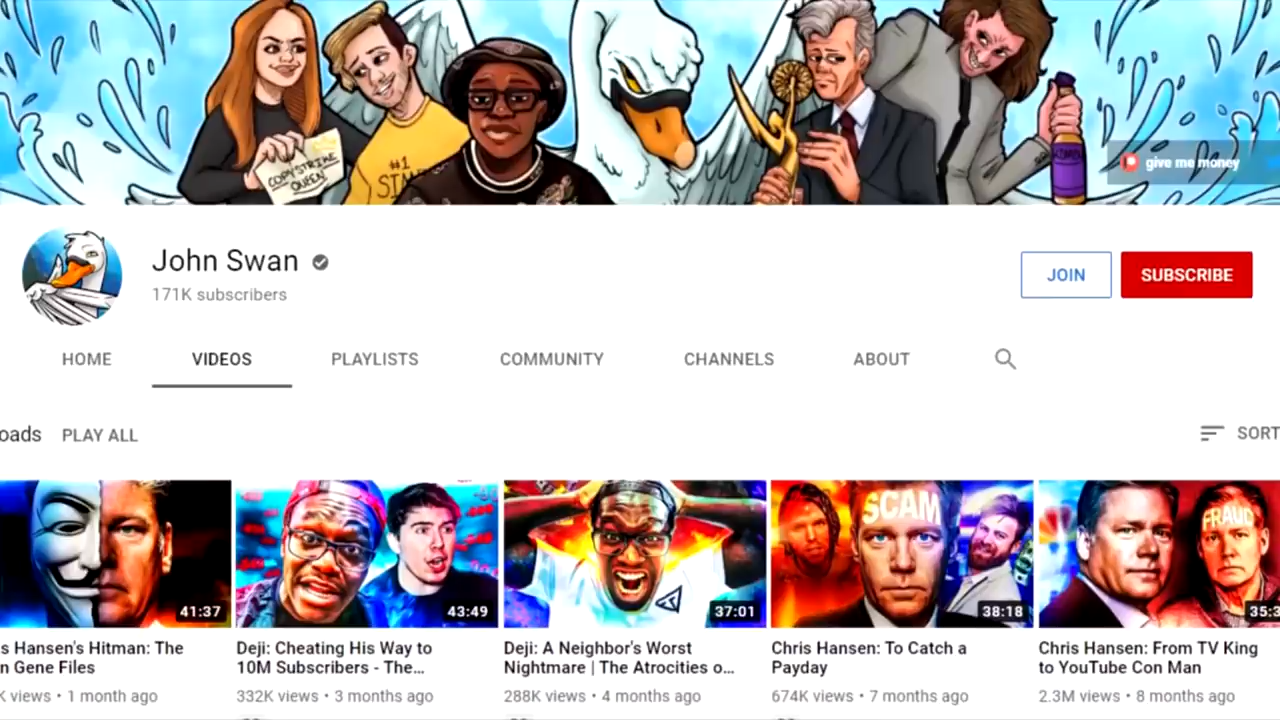 COPYSTRIKE
QUEEN
#1
give me money
John Swan
171K subscribers
JOIN
SUBSCRIBE
HOME
VIDEOS
PLAYLISTS
COMMUNITY
CHANNELS
ABOUT
oads
PLAY ALL
SORT
41:37
43:49
37:01
SCAM
38:18
FRAUD
35:3
s Hansen's Hitman: The
n Gene Files
K views • 1 month ago
Deji: Cheating His Way to
10M Subscribers - The...
332K views • 3 months ago
Deji: A Neighbor's Worst
Nightmare | The Atrocities o...
288K views • 4 months ago
Chris Hansen: To Catch a
Payday
674K views • 7 months ago
Chris Hansen: From TV King
to YouTube Con Man
2.3M views • 8 months ago